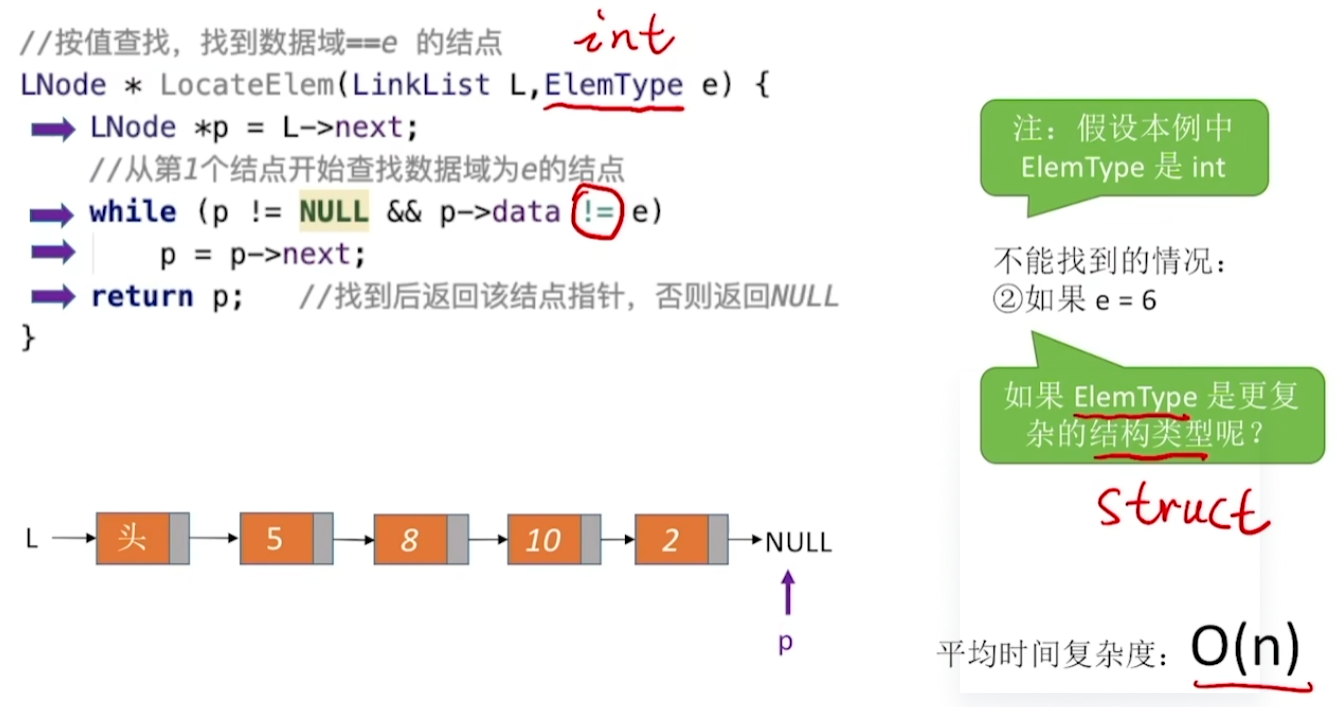 //按值查找，找到数据域==e 的结点
int
LNode * LocateElem(LinkList L,ElemType e) {
LNode *p = L->next;
//从第1个结点开始查找数据域为e的结点
while (p != NULL && p->data != e)
p = p->next;
return p; //找到后返回该结点指针，否则返回NULL
}
注：假设本例中
ElemType 是 int
不能找到的情况：
②如果 e = 6
如果 ElemType 是更复
杂的结构类型呢？
struct
L 头 5 8 10 2 NULL
p
平均时间复杂度：O(n)